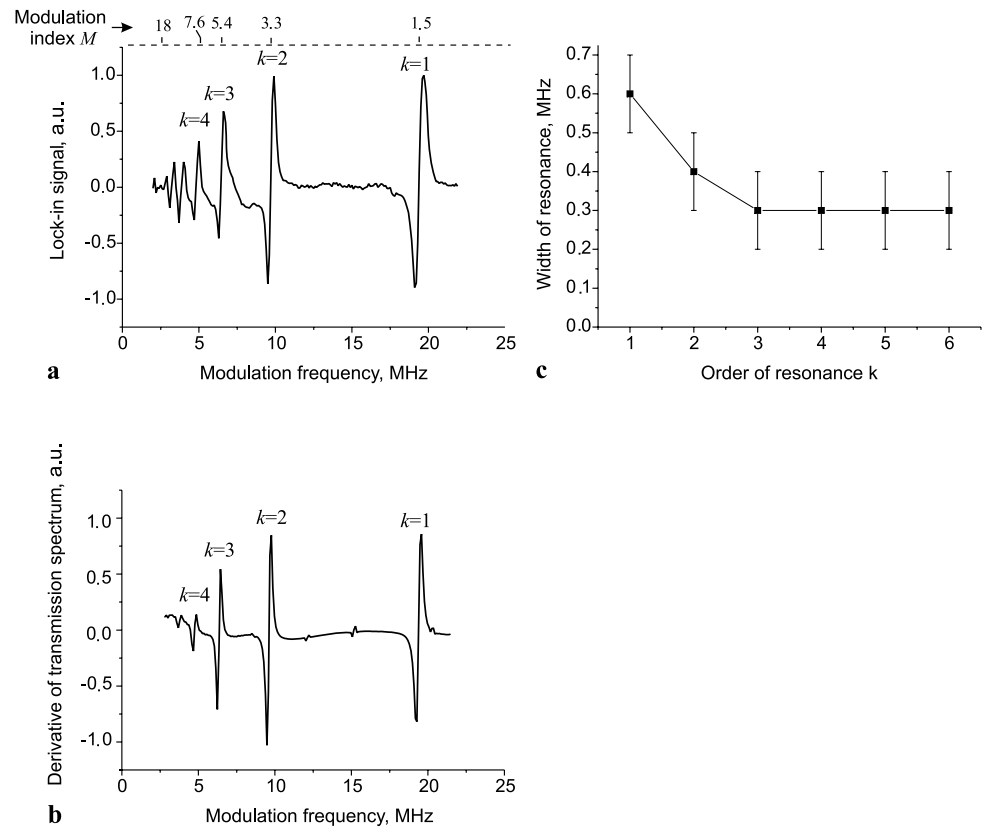 Modulation
index M
18 7.6 5.4 3.3 1.5
k=1
k=2
k=3
k=4
1.0
0.5
0.0
-0.5
-1.0
Lock-in signal, a.u.
0 5 10 15 20 25
a Modulation frequency, MHz
0.7
0.6
0.5
0.4
0.3
0.2
0.1
0.0
Width of resonance, MHz
1 2 3 4 5 6
c Order of resonance k
k=1
k=2
k=3
k=4
1.0
0.5
0.0
-0.5
-1.0
Derivative of transmission spectrum, a.u.
0 5 10 15 20 25
b Modulation frequency, MHz